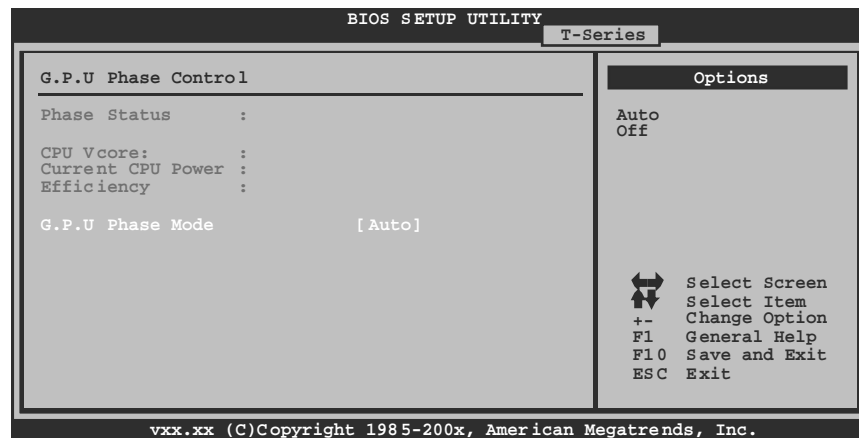 BIOS SETUP UTILITY
T-Series
G.P.U Phase Control
Phase Status :
CPU Vcore: :
Current CPU Power :
Efficiency :
G.P.U Phase Mode [Auto]
Options
Auto
Off
Select Screen
Select Item
+- Change Option
F1 General Help
F10 Save and Exit
ESC Exit
vxx.xx (C)Copyright 1985-200x, American Megatrends, Inc.